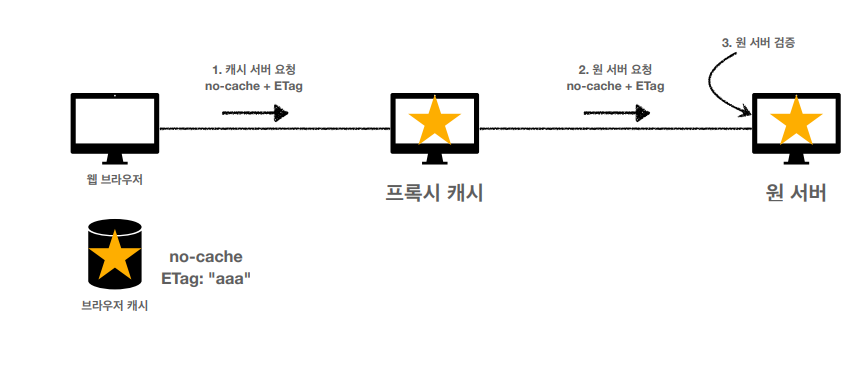 3. 원 서버 검증
1. 캐시 서버 요청
no-cache + ETag
2. 원 서버 요청
no-cache + ETag
웹 브라우저
프록시 캐시
원 서버
no-cache
ETag: "aaa"
브라우저 캐시